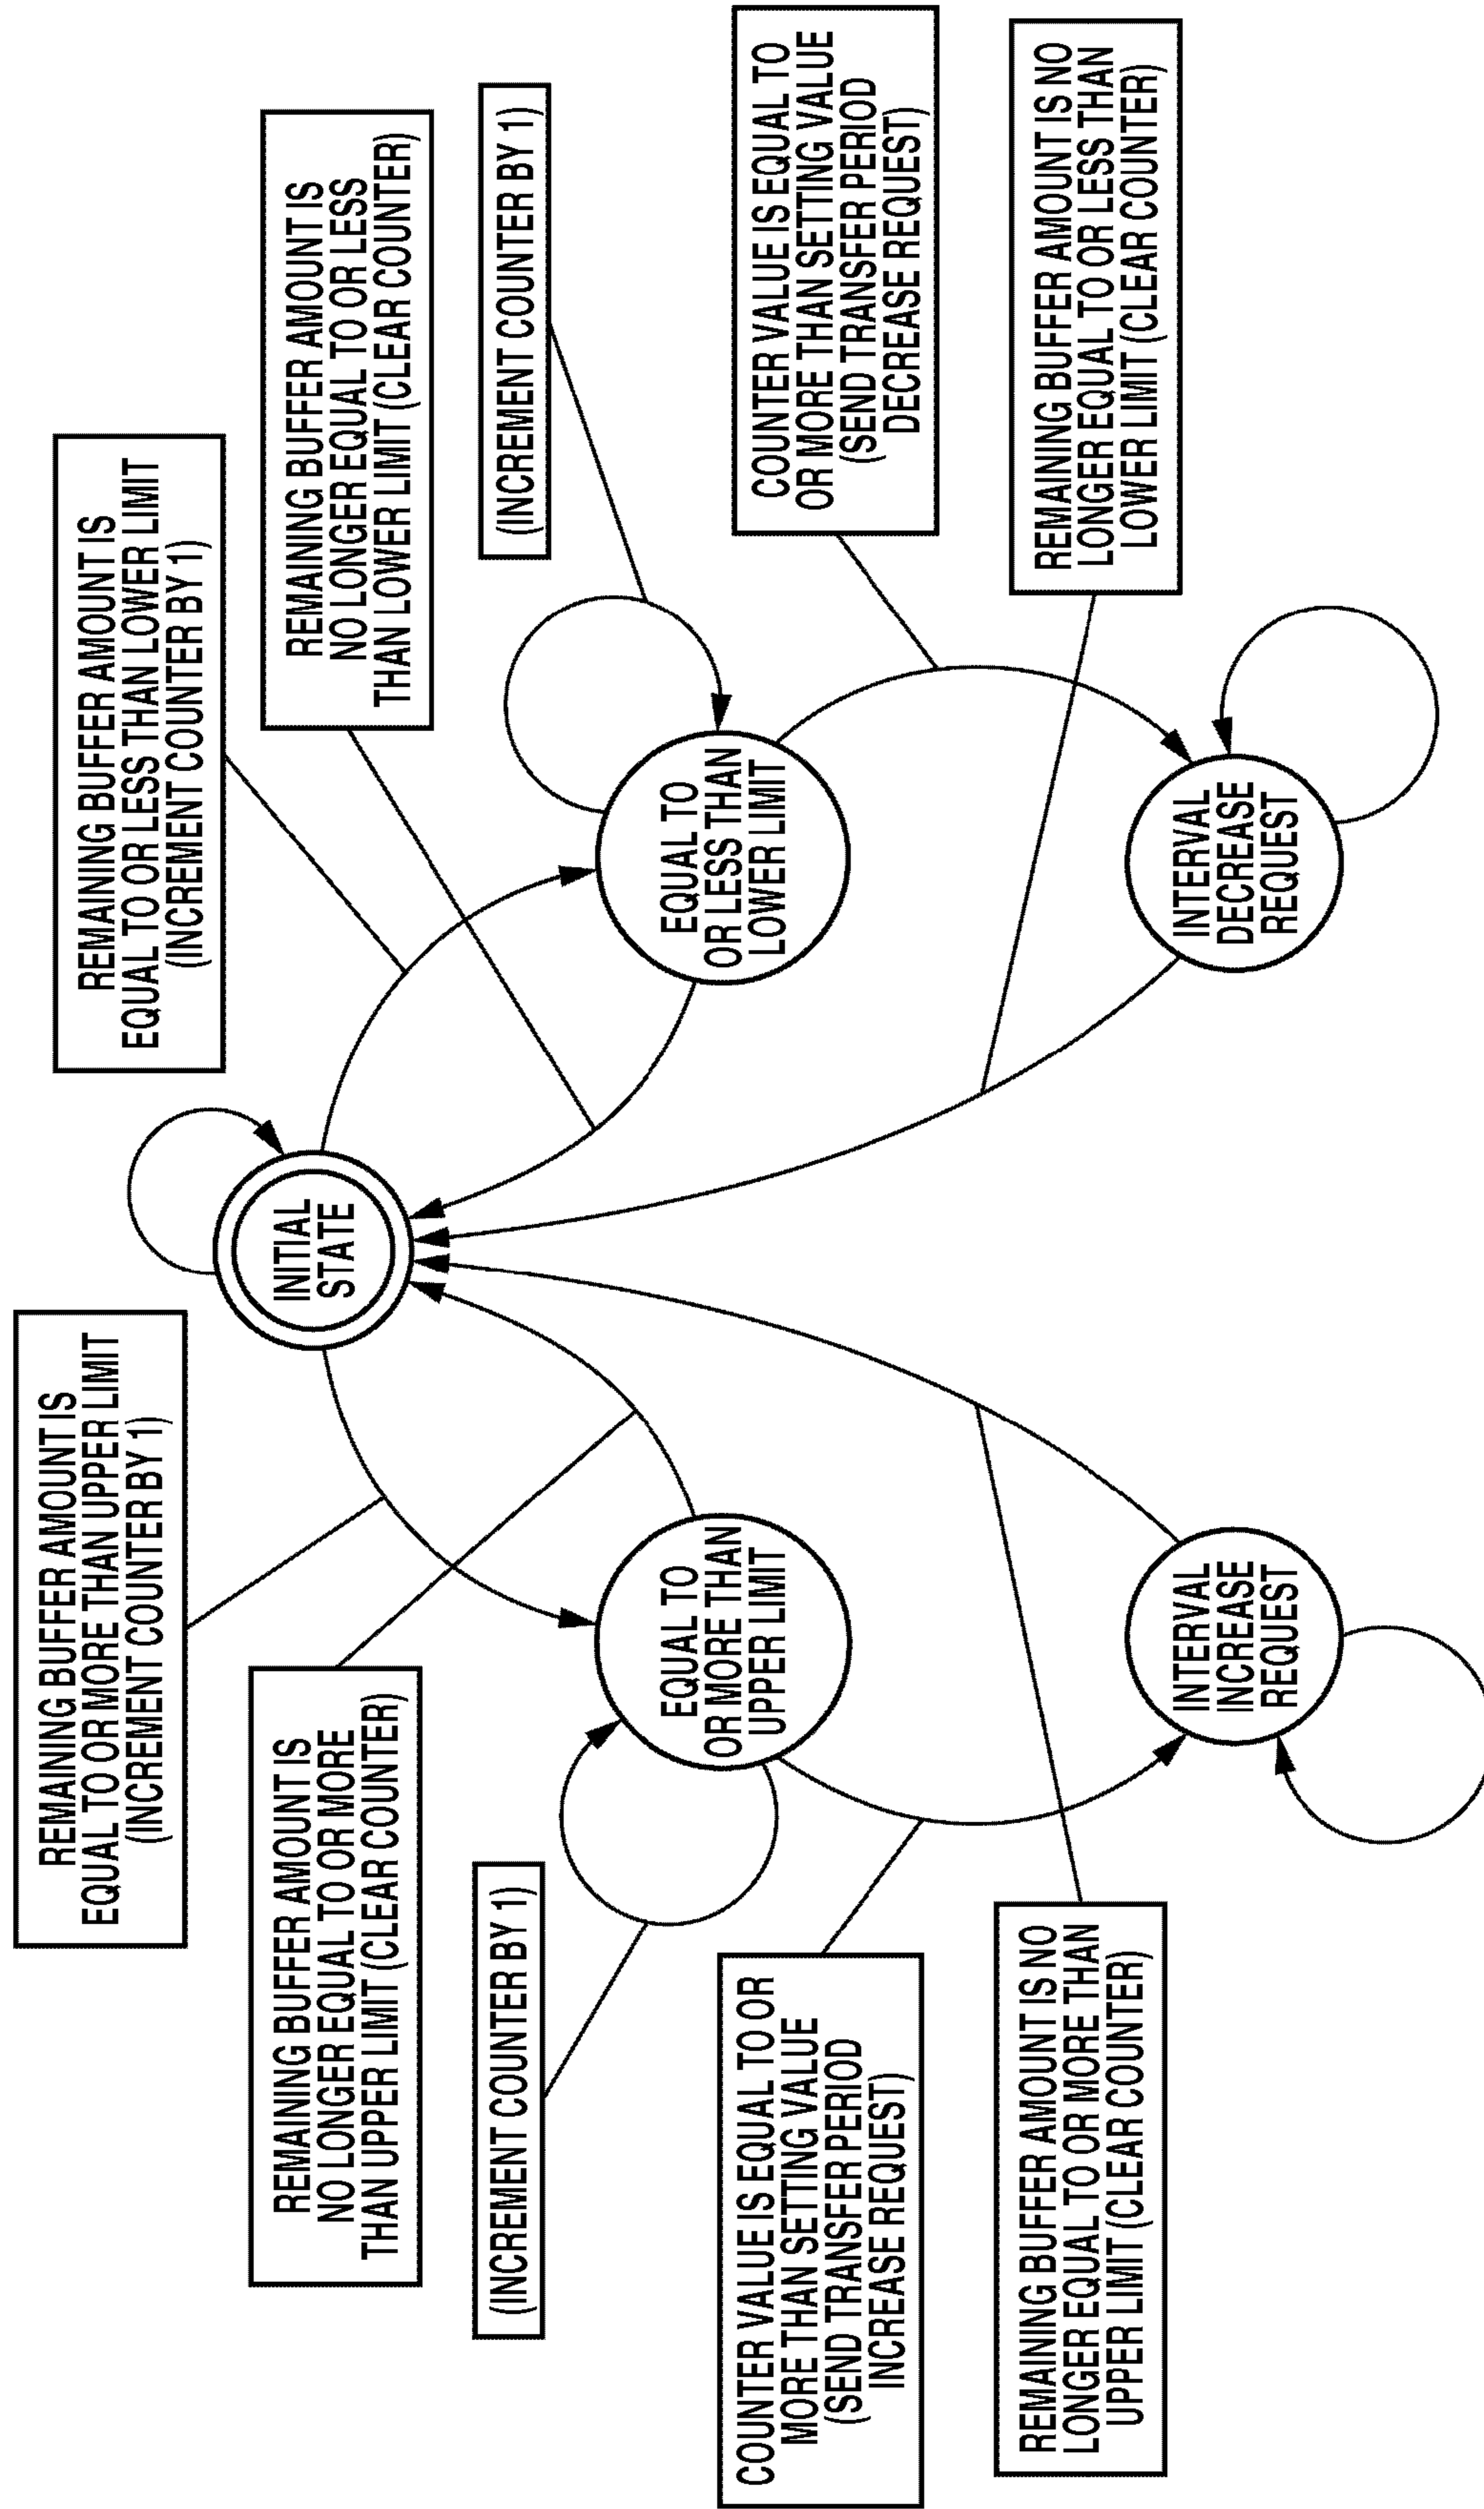 REMAINING BUFFER AMOUNT IS
EQUAL TO OR MORE THAN UPPER LIMIT
(INCREMENT COUNTER BY 1)
REMAINING BUFFER AMOUNT IS
EQUAL TO OR LESS THAN LOWER LIMIT
(INCREMENT COUNTER BY 1)
REMAINING BUFFER AMOUNT IS
NO LONGER EQUAL TO OR MORE
THAN UPPER LIMIT (CLEAR COUNTER)
INITIAL
STATE
REMAINING BUFFER AMOUNT IS
NO LONGER EQUAL TO OR LESS
THAN LOWER LIMIT (CLEAR COUNTER)
(INCREMENT COUNTER BY 1)
(INCREMENT COUNTER BY 1)
EQUAL TO
OR MORE THAN
UPPER LIMIT
EQUAL TO
OR LESS THAN
LOWER LIMIT
COUNTER VALUE IS EQUAL TO OR
MORE THAN SETTING VALUE
(SEND TRANSFER PERIOD
INCREASE REQUEST)
COUNTER VALUE IS EQUAL TO
OR MORE THAN SETTING VALUE
(SEND TRANSFER PERIOD
DECREASE REQUEST)
REMAINING BUFFER AMOUNT IS NO
LONGER EQUAL TO OR MORE THAN
UPPER LIMIT (CLEAR COUNTER)
INTERVAL
INCREASE
REQUEST
INTERVAL
DECREASE
REQUEST
REMAINING BUFFER AMOUNT IS NO
LONGER EQUAL TO OR LESS THAN
LOWER LIMIT (CLEAR COUNTER)